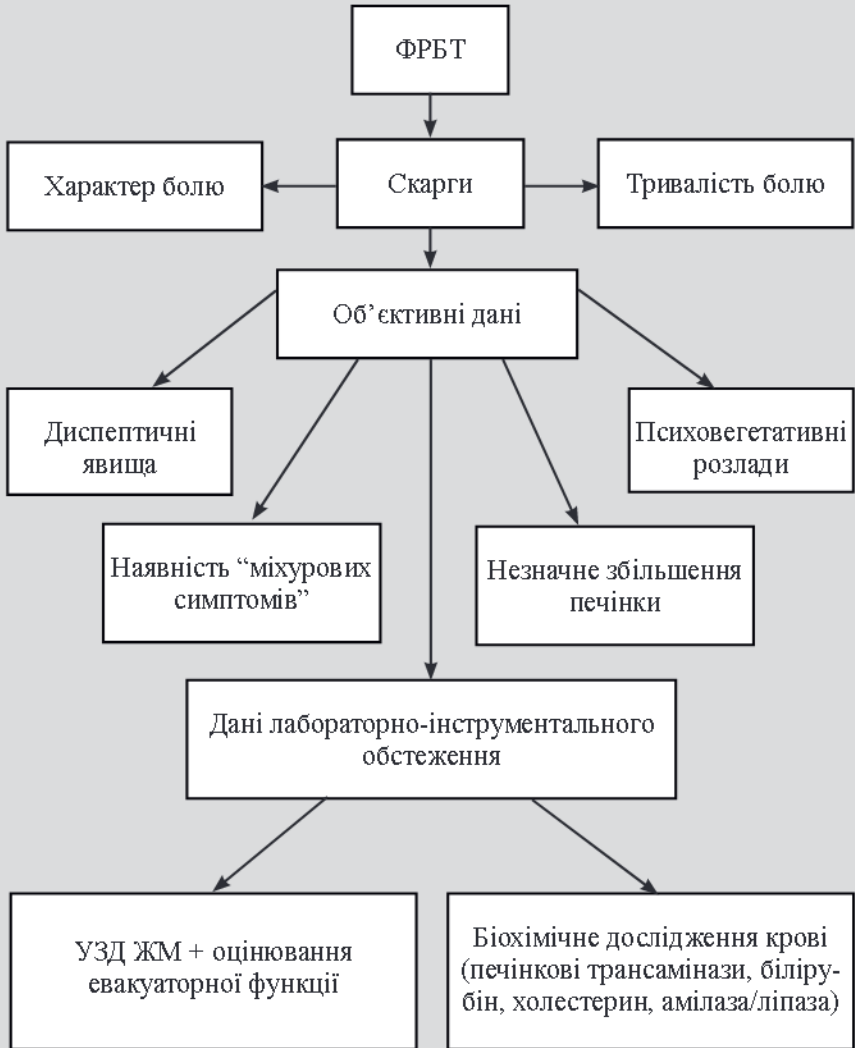 ФРБТ
Характер болю
Скарги
Тривалість болю
Об’єктивні дані
Диспептичні
явища
Психовегетативні
розлади
Наявність “міхурових
симптомів”
Незначне збільшення
печінки
Дані лабораторно-інструментального
обстеження
УЗД ЖМ + оцінювання
евакуаторної функції
Біохімічне дослідження крові
(печінкові трансамінази, біліру-
бін, холестерин, амілаза/ліпаза)